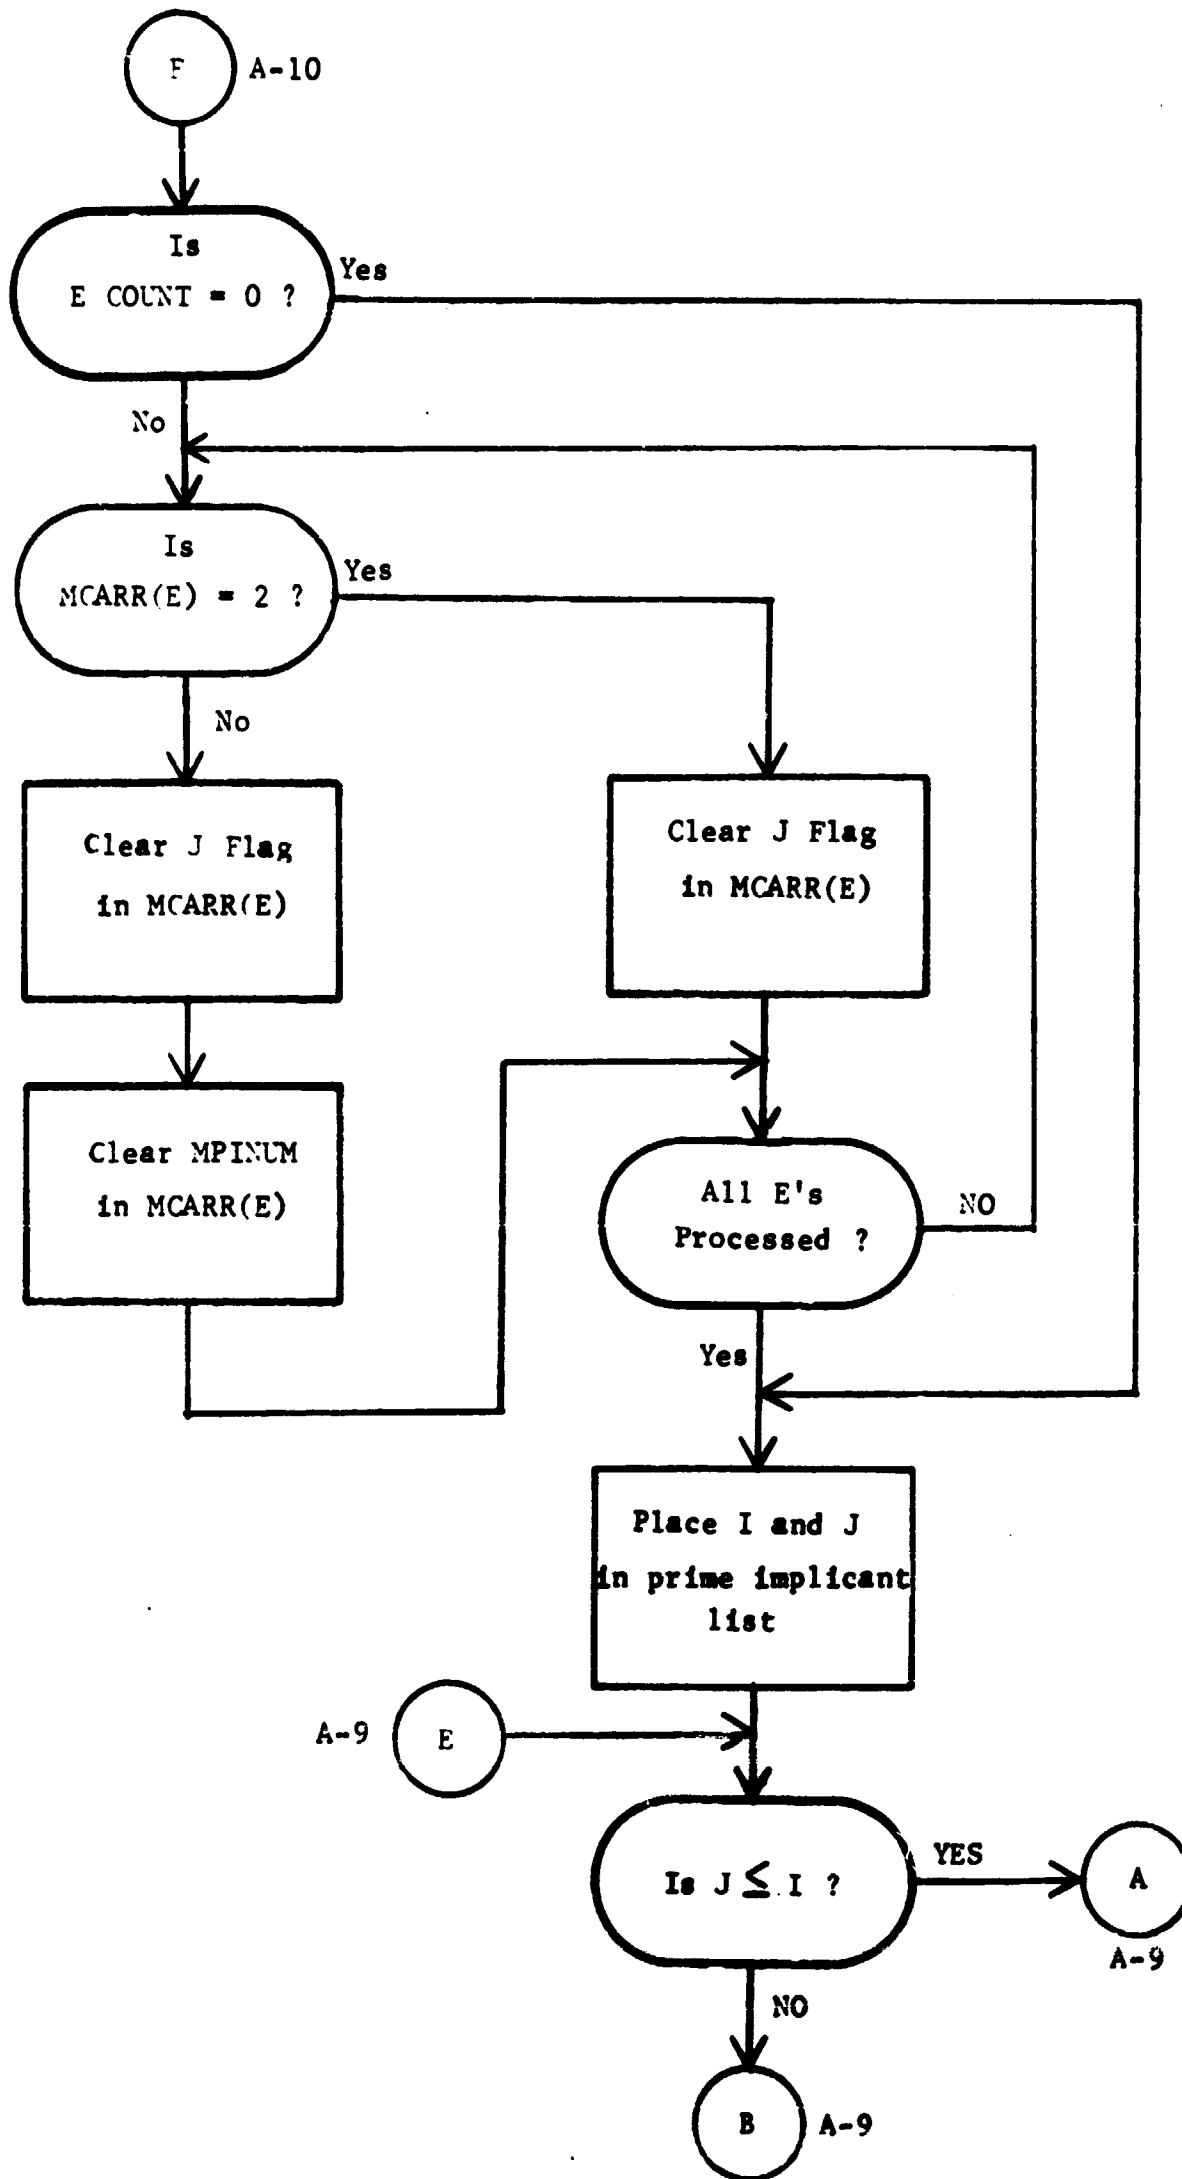 F A-10
Is
E COUNT = 0 ?
Yes
No
Is
MCARR(E) = 2 ?
Yes
No
Clear J Flag
in MCARR(E)
Clear J Flag
in MCARR(E)
Clear MPINUM
in MCARR(E)
All E's
Processed ?
NO
Yes
Place I and J
in prime implicant
list
A-9 E
Is J ≤ I ?
YES
A
A-9
NO
B A-9